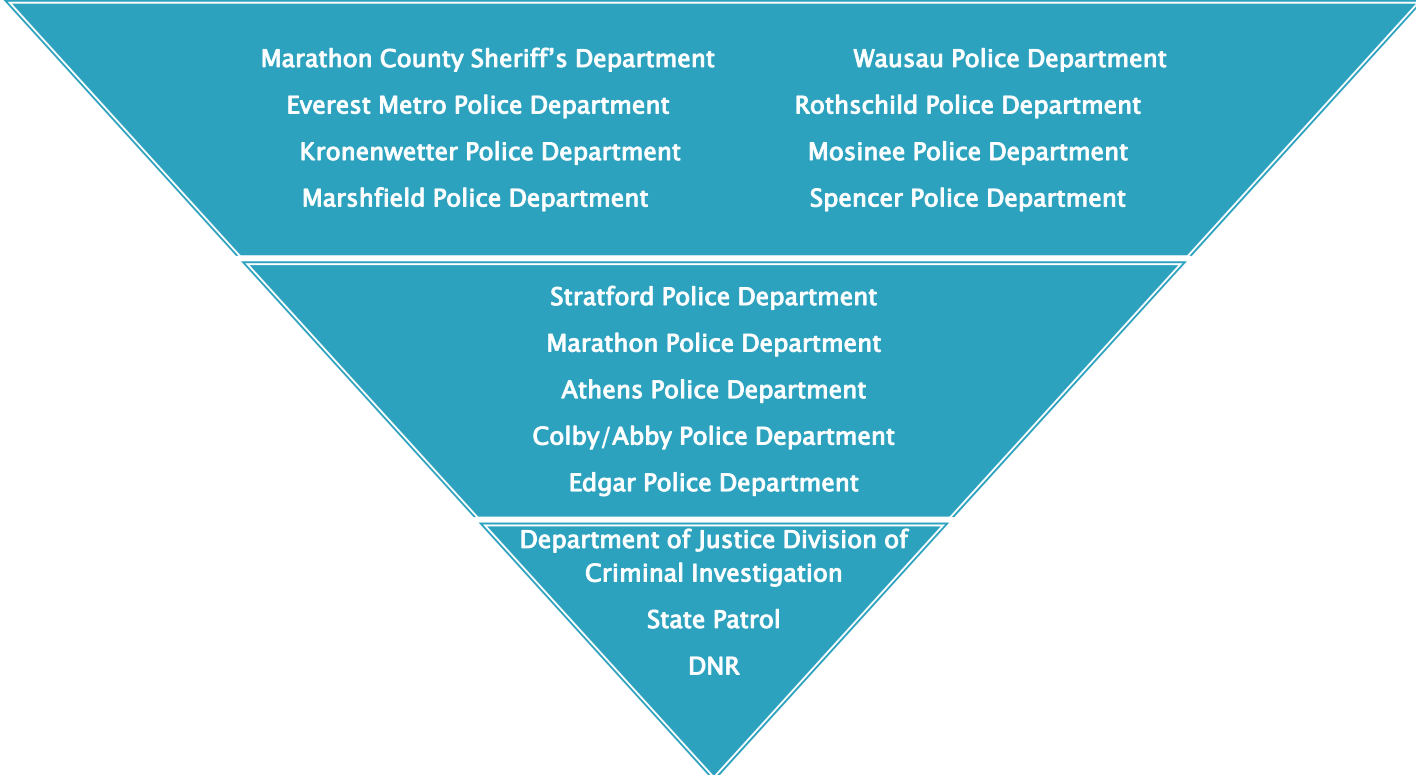 Marathon County Sheriff’s Department Wausau Police Department
Everest Metro Police Department Rothschild Police Department
Kronenwetter Police Department Mosinee Police Department
Marshfield Police Department Spencer Police Department
Stratford Police Department
Marathon Police Department
Athens Police Department
Colby/Abby Police Department
Edgar Police Department
Department of Justice Division of
Criminal Investigation
State Patrol
DNR